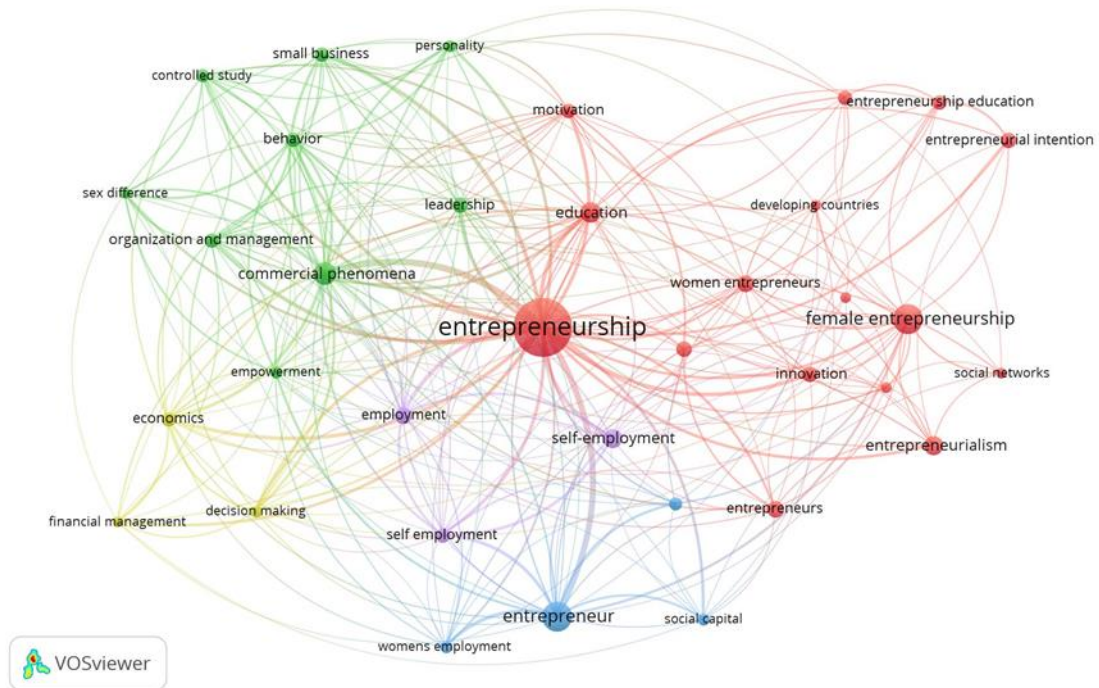 personality
small business
controlled study
entrepreneurship education
motivation
behavior
entrepreneurial intention
sex difference
leadership
developing countries
education
organization and management
commercial phenomena
women entrepreneurs
female entrepreneurship
entrepreneurship
empowerment
innovation
social networks
economics
employment
self-employment
entrepreneurialism
decision making
entrepreneurs
financial management
self employment
entrepreneur
social capital
womens employment
VOSviewer